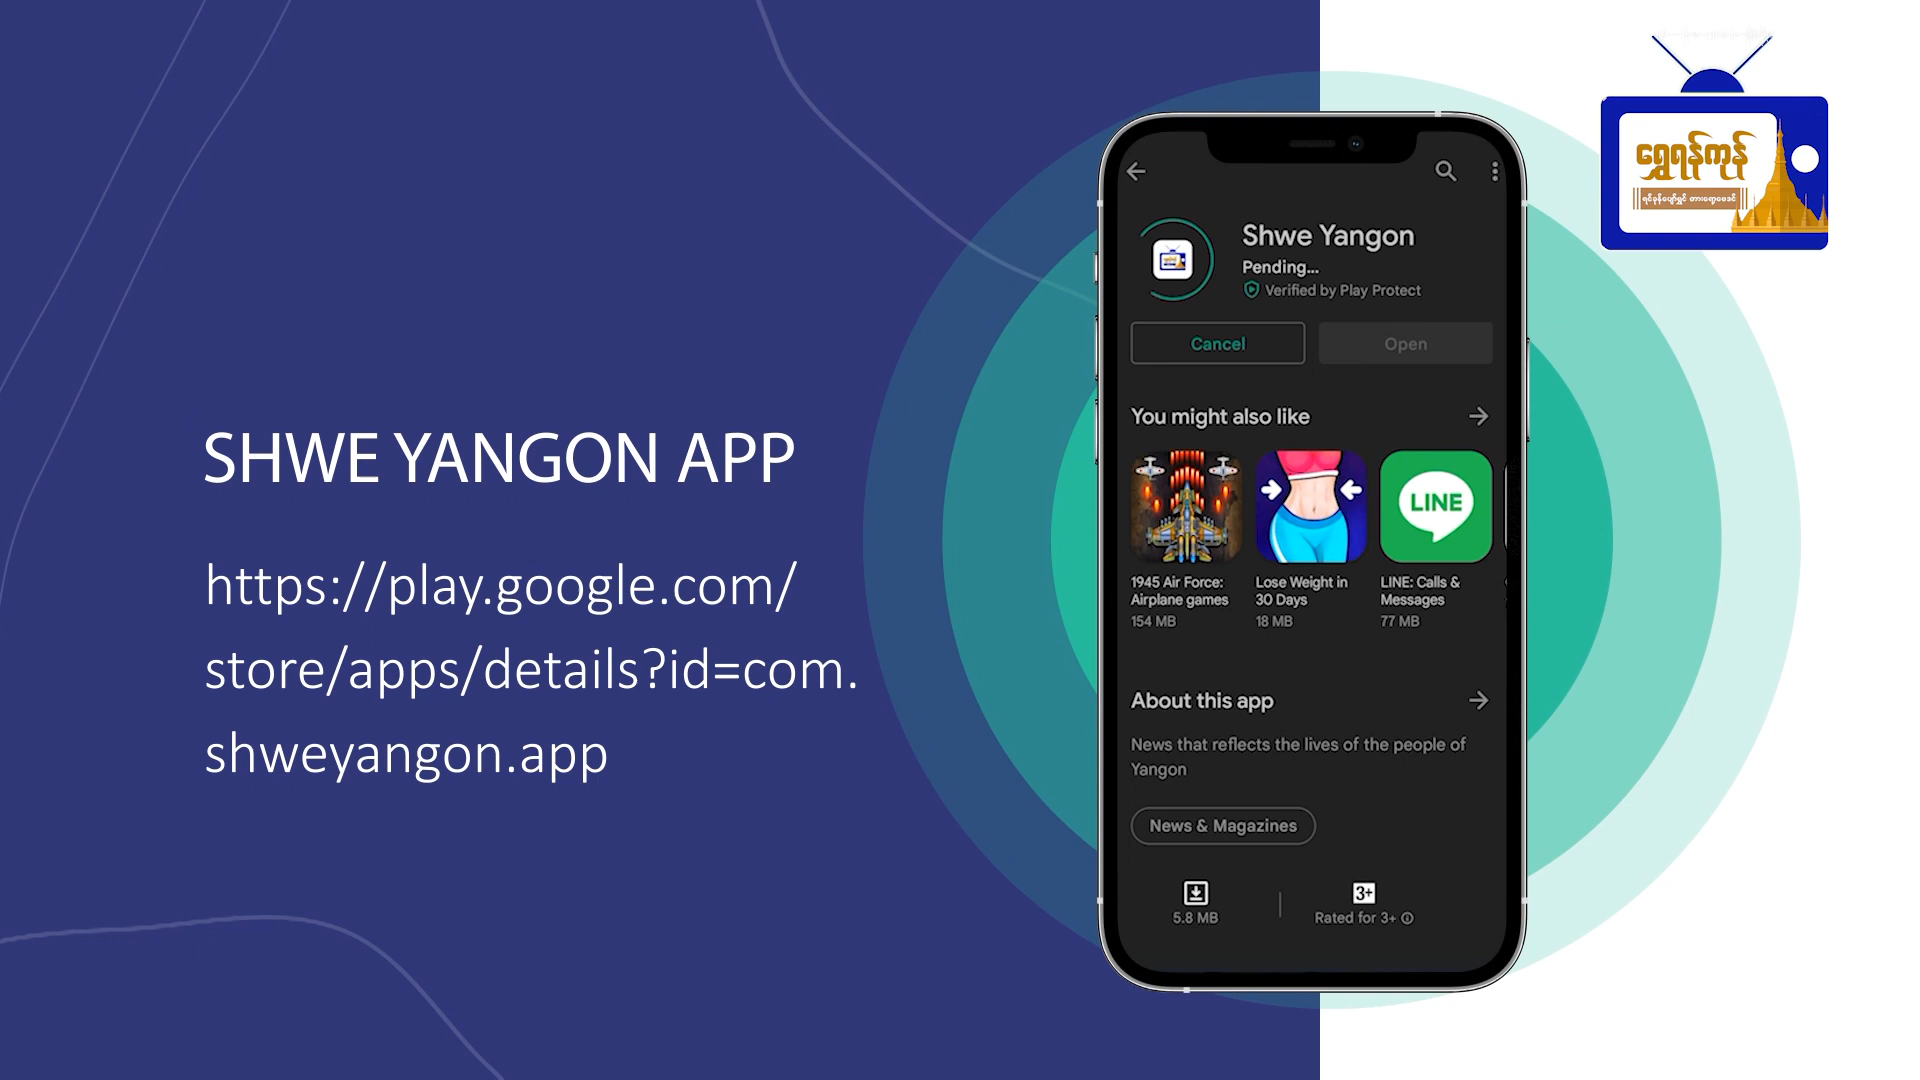 SHWE YANGON APP
https://play.google.com/
store/apps/details?id=com.
shweyangon.app
Shwe Yangon
Pending...
Verified by Play Protect
Cancel
Open
You might also like
LINE
1945 Air Force:
Airplane games
154 MB
Lose Weight in
30 Days
18 MB
LINE: Calls &
Messages
77 MB
About this app
News that reflects the lives of the people of
Yangon
News & Magazines
5.8 MB
3+
Rated for 3+
ရွှေရန်ကုန်